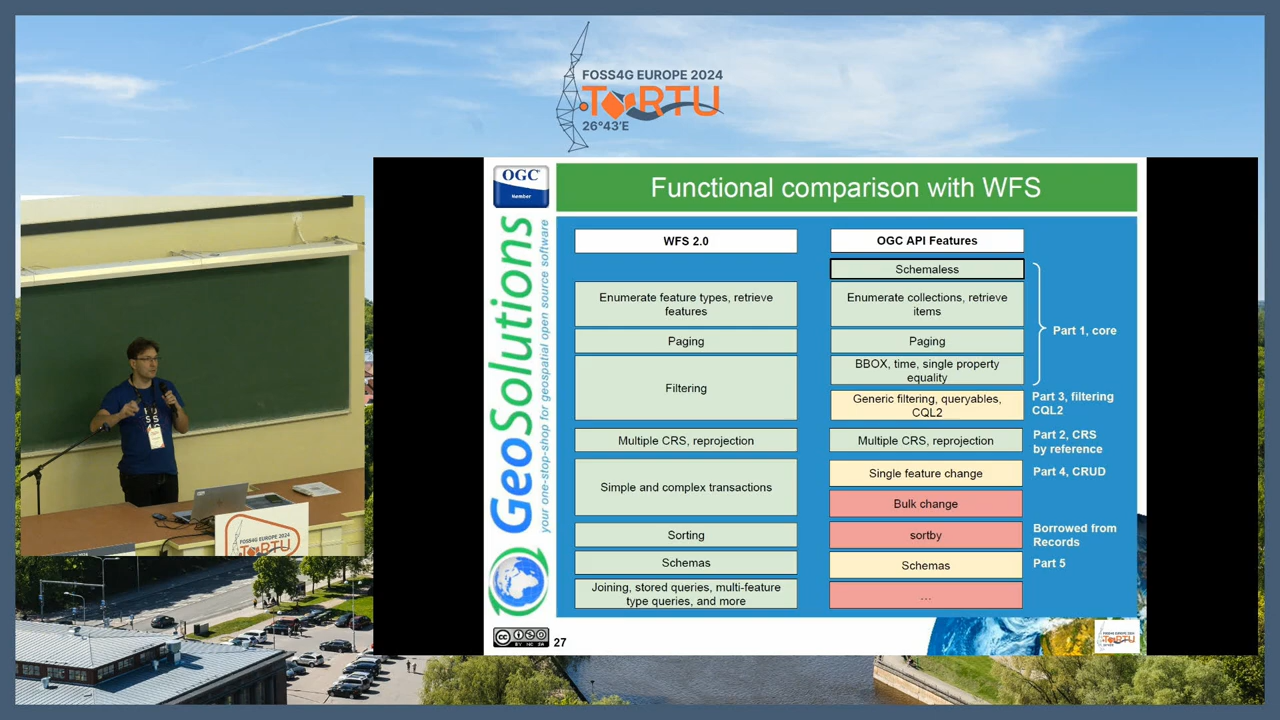 FOSS4G EUROPE 2024
TORTU
26°43'E
OGC
Member
Functional comparison with WFS
GeoSolutions
your one-stop-shop for geospatial open source software
WFS 2.0
OGC API Features
Schemaless
Enumerate feature types, retrieve
features
Enumerate collections, retrieve
items
Part 1, core
Paging
Paging
Filtering
BBOX, time, single property
equality
Generic filtering, queryables,
CQL2
Part 3, filtering
CQL2
Multiple CRS, reprojection
Multiple CRS, reprojection
Part 2, CRS
by reference
Simple and complex transactions
Single feature change
Part 4, CRUD
Bulk change
Sorting
sortby
Borrowed from
Records
Schemas
Schemas
Part 5
Joining, stored queries, multi-feature
type queries, and more
...
CC
BY NC SA
27